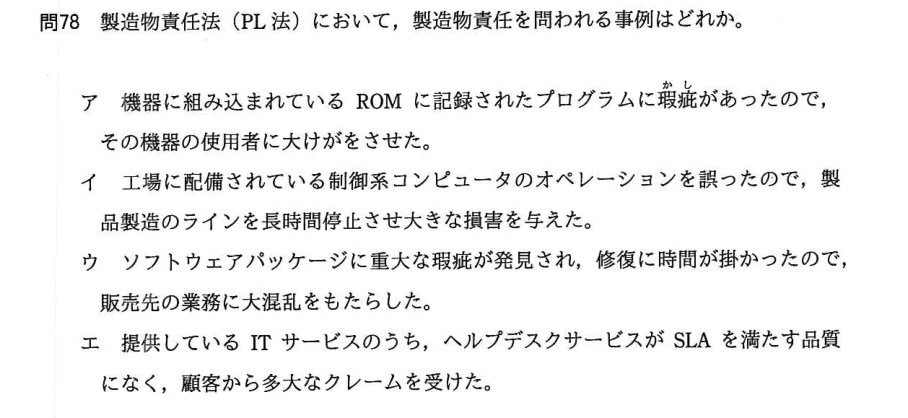 問78 製造物責任法（PL法）において，製造物責任を問われる事例はどれか。
ア 機器に組み込まれている ROM に記録されたプログラムに瑕疵があったので，
その機器の使用者に大けがをさせた。
イ 工場に配備されている制御系コンピュータのオペレーションを誤ったので，製
品製造のラインを長時間停止させ大きな損害を与えた。
ウ ソフトウェアパッケージに重大な瑕疵が発見され，修復に時間が掛かったので，
販売先の業務に大混乱をもたらした。
エ 提供している IT サービスのうち，ヘルプデスクサービスが SLA を満たす品質
になく，顧客から多大なクレームを受けた。